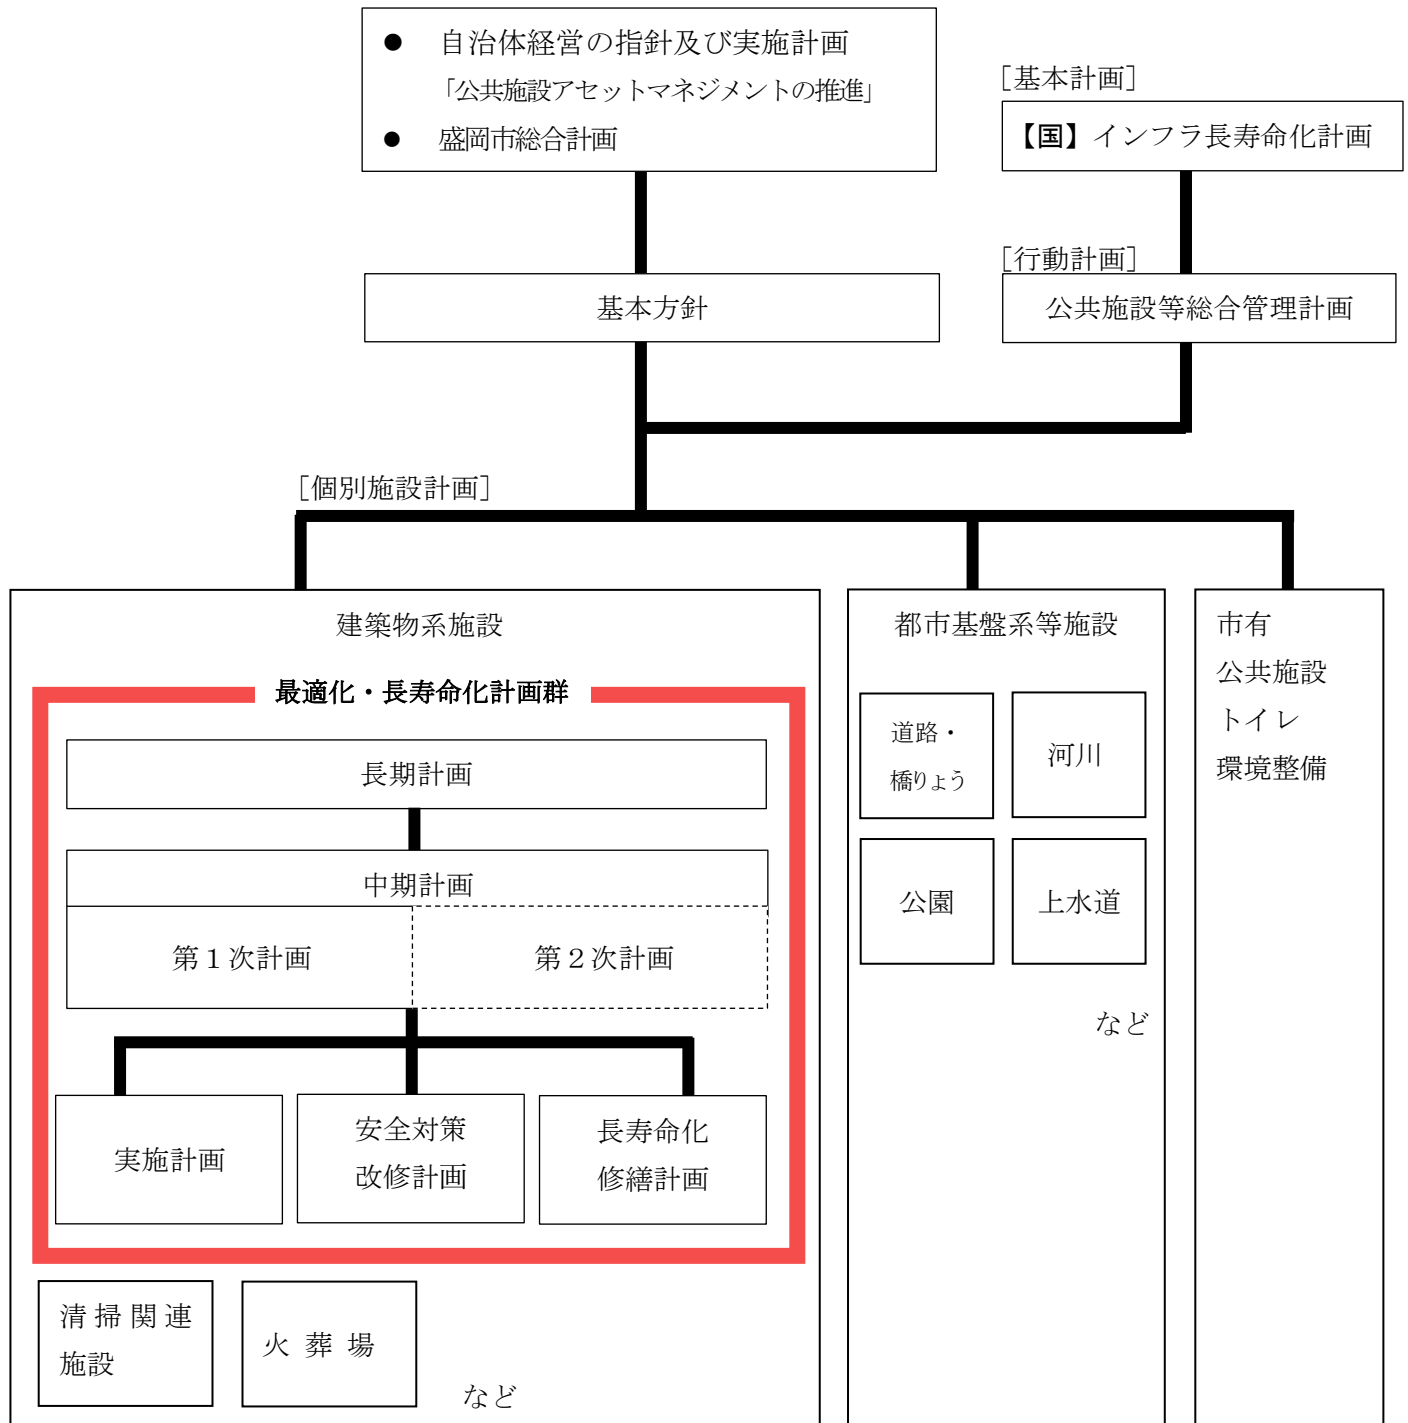 ● 自治体経営の指針及び実施計画
「公共施設アセットマネジメントの推進」
● 盛岡市総合計画
［基本計画］
【国】インフラ長寿命化計画
［行動計画］
基本方針
公共施設等総合管理計画
［個別施設計画］
建築物系施設
最適化・長寿命化計画群
長期計画
中期計画
第１次計画
第２次計画
実施計画
安全対策
改修計画
長寿命化
修繕計画
清掃関連
施設
火葬場
など
都市基盤系等施設
道路・
橋りょう
河川
公園
上水道
など
市有
公共施設
トイレ
環境整備